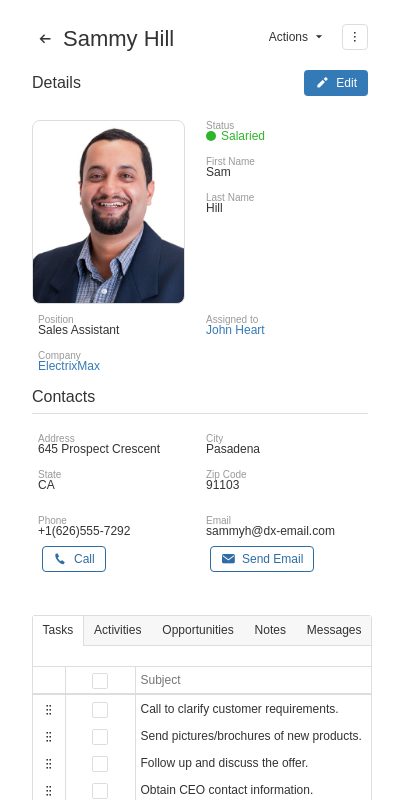 Sammy Hill
Actions
Details
Edit
Status
Salaried
First Name
Sam
Last Name
Hill
Position
Sales Assistant
Assigned to
John Heart
Company
ElectrixMax
Contacts
Address
645 Prospect Crescent
City
Pasadena
State
CA
Zip Code
91103
Phone
+1(626)555-7292
Email
sammyh@dx-email.com
Call
Send Email
Tasks Activities Opportunities Notes Messages
Subject
Call to clarify customer requirements.
Send pictures/brochures of new products.
Follow up and discuss the offer.
Obtain CEO contact information.